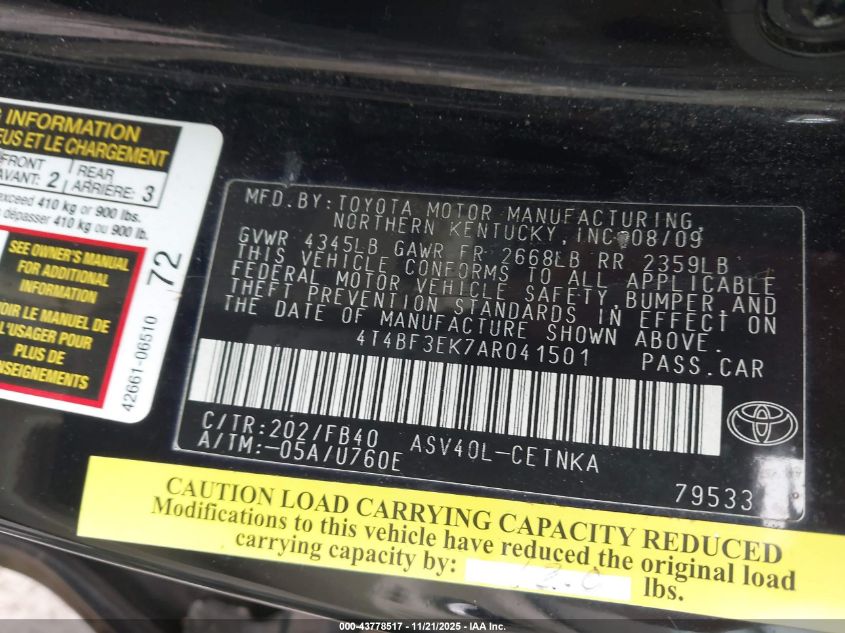 INFORMATION
EUS ET LE CHARGEMENT
FRONT
AVANT: 2
REAR
ARRIÈRE: 3
exceed 410 kg or 900 lbs.
dépasser 410 kg ou 900 lb.
SEE OWNER'S MANUAL
FOR ADDITIONAL
INFORMATION
VOIR LE MANUEL DE
L'USAGER POUR
PLUS DE
NSEIGNEMENTS
72
42661-06510
MFD. BY: TOYOTA MOTOR MANUFACTURING,
NORTHERN KENTUCKY, INC 08/09
GVWR 4345LB GAWR FR 2668LB RR 2359LB
THIS VEHICLE CONFORMS TO ALL APPLICABLE
FEDERAL MOTOR VEHICLE SAFETY, BUMPER, AND
THEFT PREVENTION STANDARDS IN EFFECT ON
THE DATE OF MANUFACTURE SHOWN ABOVE.
4T4BF3EK7AR041501 PASS.CAR
C/TR:202/FB40 ASV40L-CETNKA
A/TM:-05A/U760E
79533
CAUTION LOAD CARRYING CAPACITY REDUCED
Modifications to this vehicle have reduced the original load
carrying capacity by: lbs.
000-43778517 - 11/21/2025 - IAA Inc.